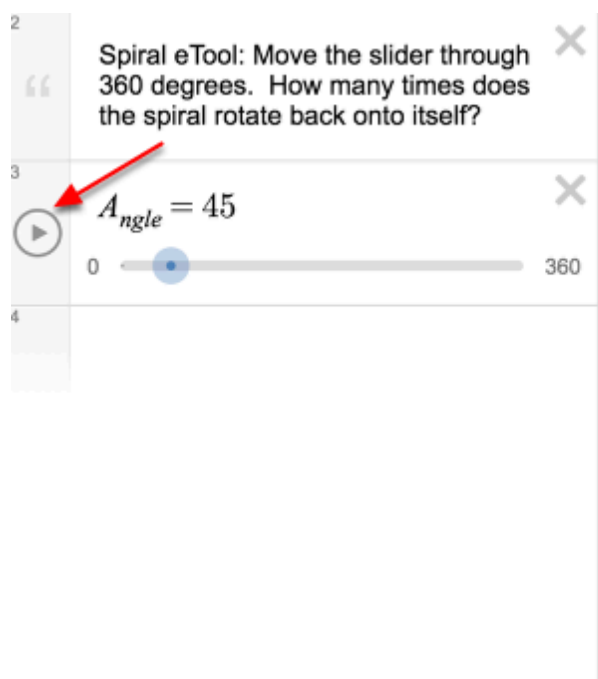 2
“
Spiral eTool: Move the slider through
360 degrees.  How many times does
the spiral rotate back onto itself?
3
Angle = 45
0
360
4